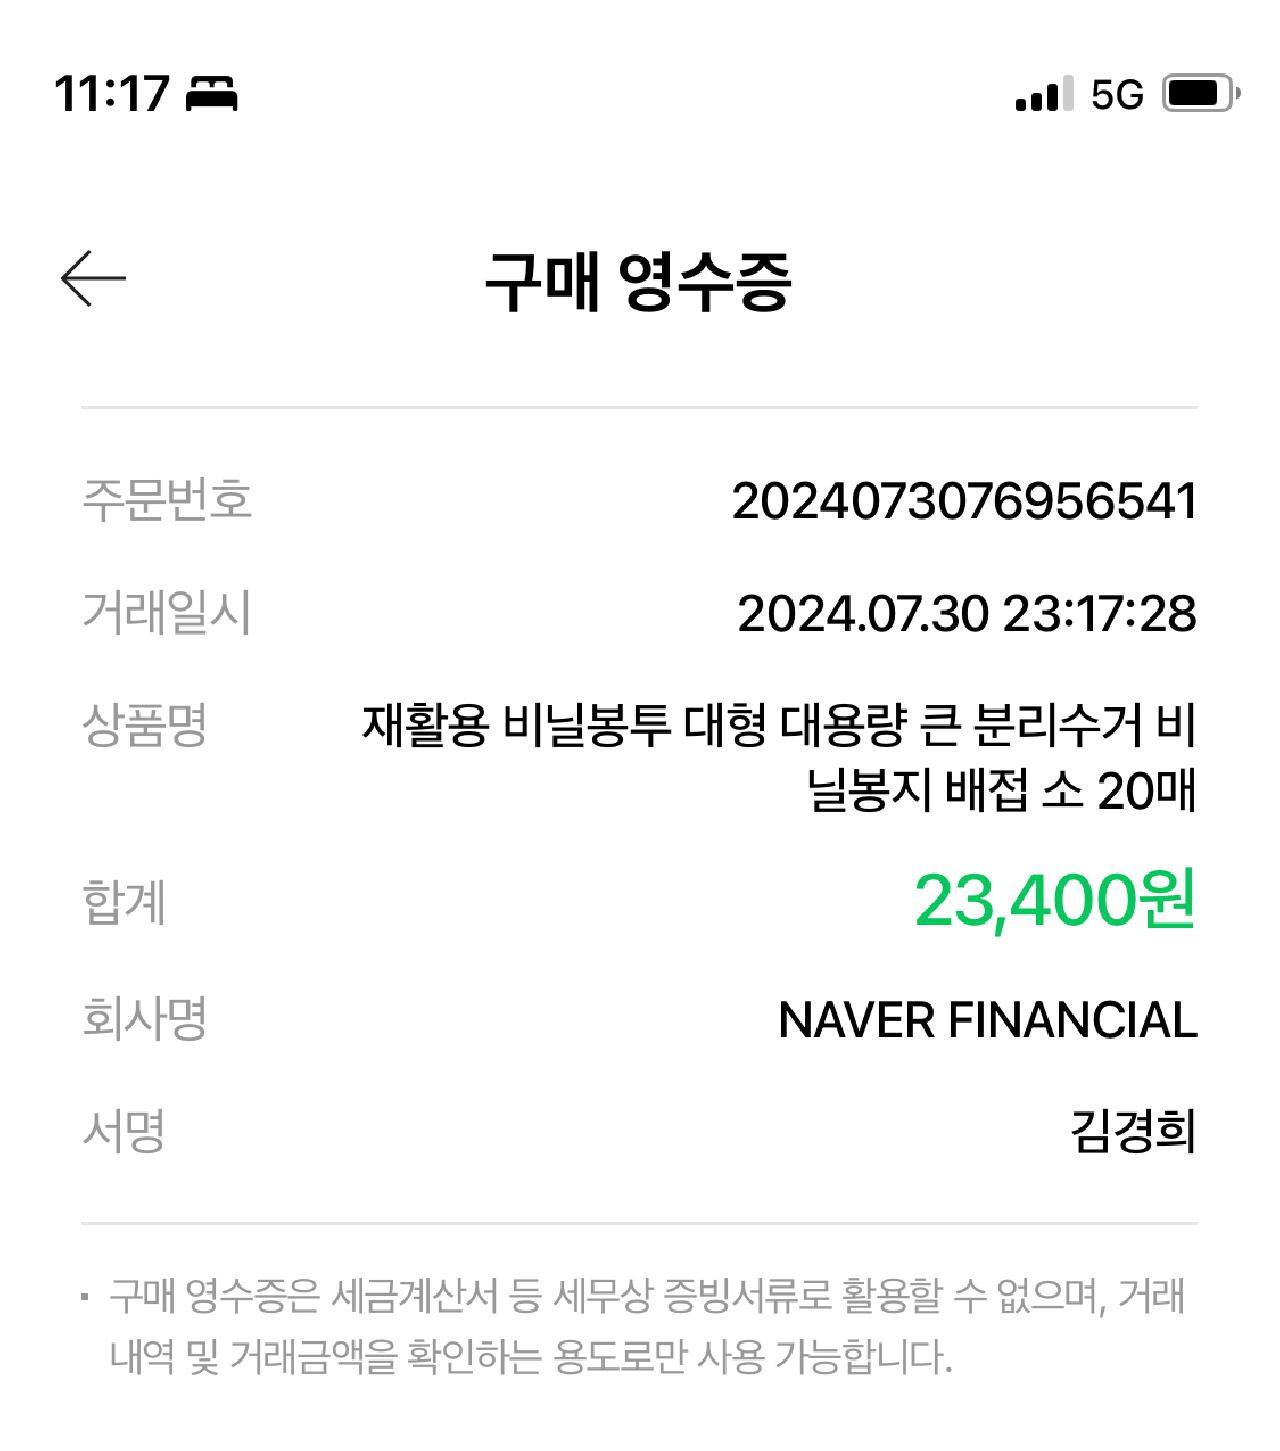 11:17
5G
구매 영수증
주문번호 2024073076956541
거래일시 2024.07.30 23:17:28
상품명 재활용 비닐봉투 대형 대용량 큰 분리수거 비
닐봉지 배접 소 20매
합계 23,400원
회사명 NAVER FINANCIAL
서명 김경희
구매 영수증은 세금계산서 등 세무상 증빙서류로 활용할 수 없으며, 거래
내역 및 거래금액을 확인하는 용도로만 사용 가능합니다.